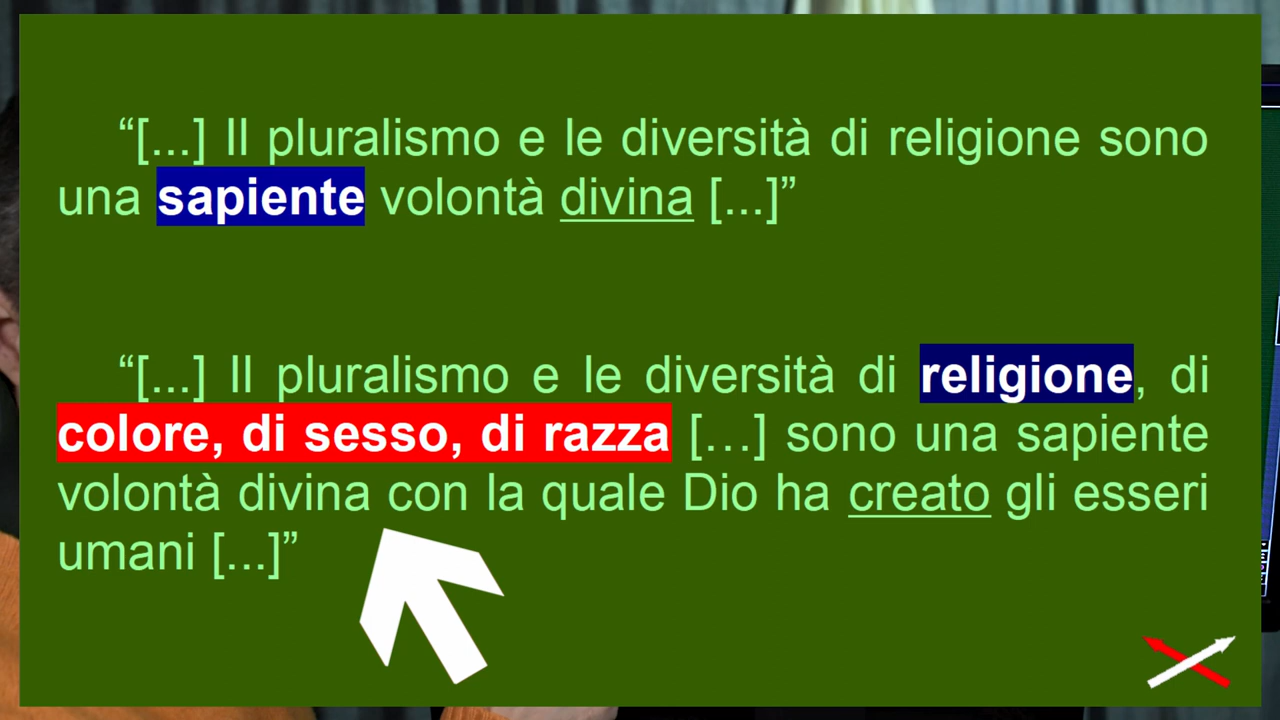 “[...] Il pluralismo e le diversità di religione sono
una sapiente volontà divina [...]”
“[...] Il pluralismo e le diversità di religione, di
colore, di sesso, di razza […] sono una sapiente
volontà divina con la quale Dio ha creato gli esseri
umani [...]”